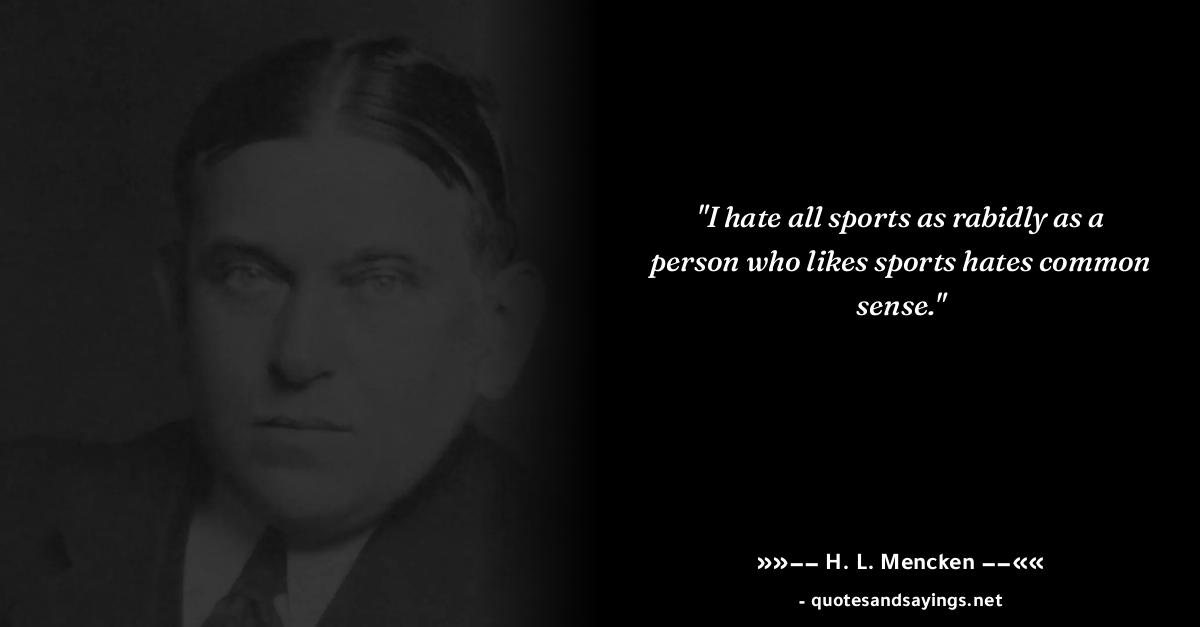 "I hate all sports as rabidly as a
person who likes sports hates common
sense."
»»–– H. L. Mencken ––««
- quotesandsayings.net